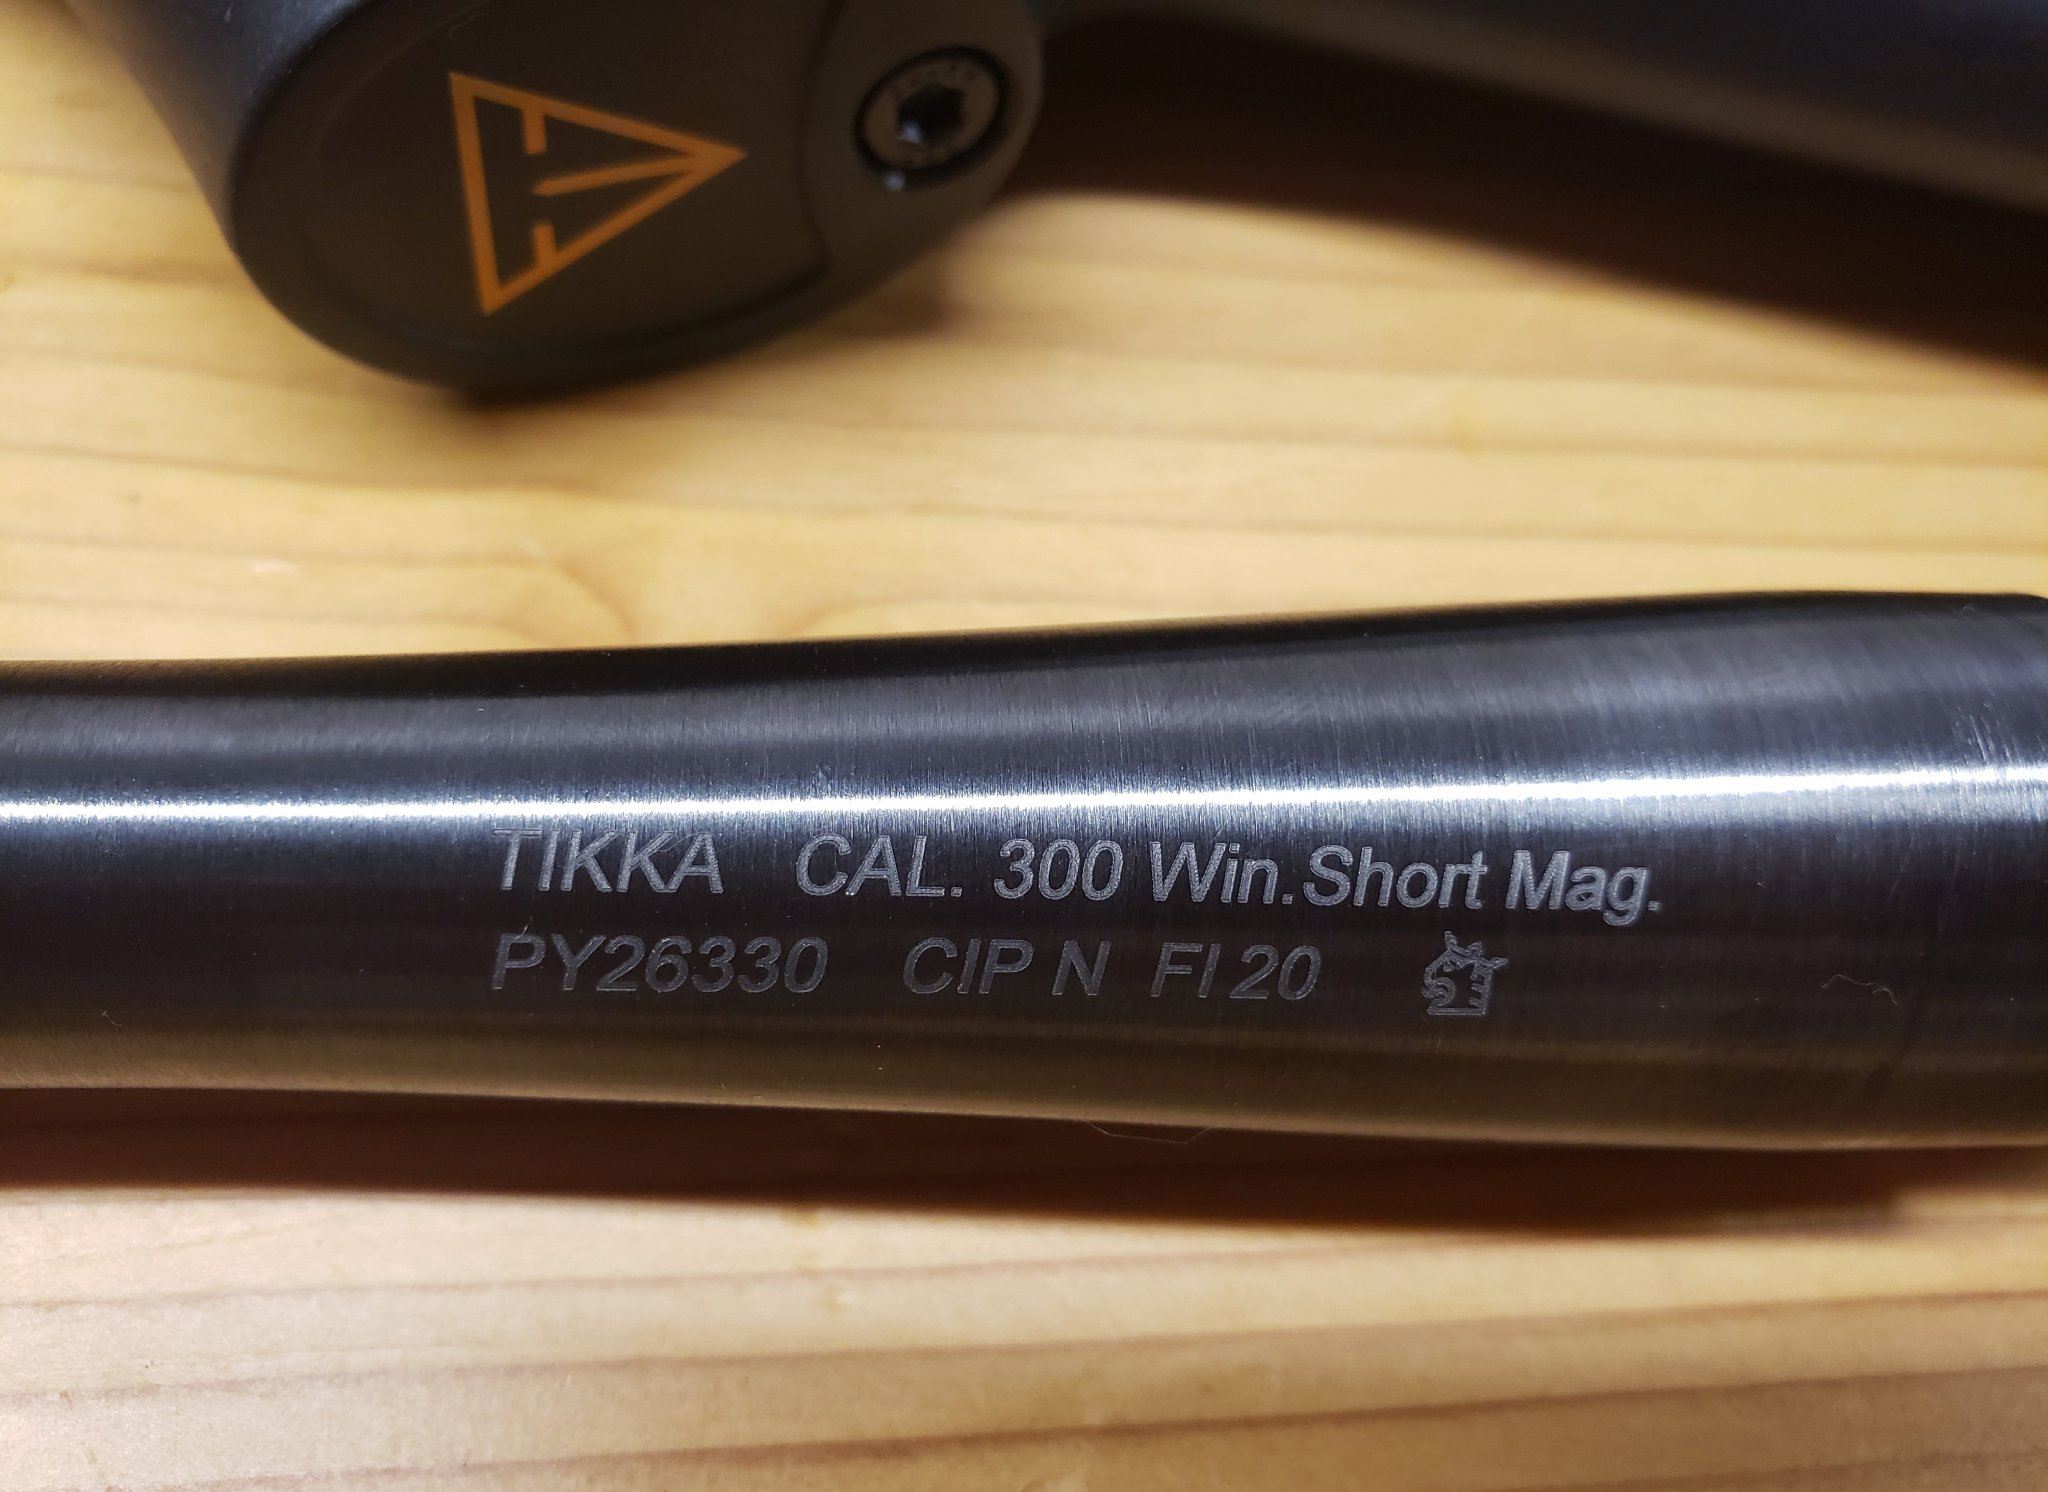 TIKKA CAL. 300 Win.Short Mag.
PY26330 CIP N FI 20